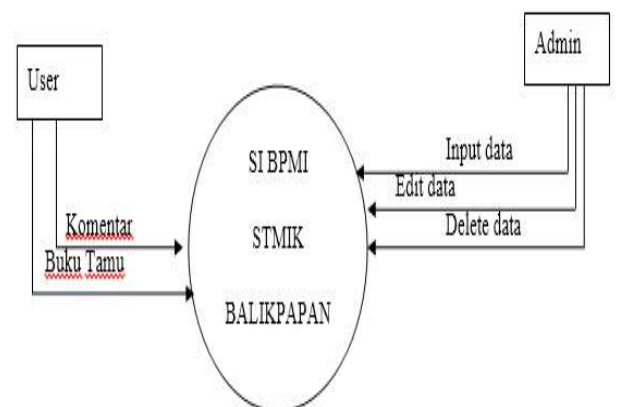 Admin
User
SI BPMI
STMIK
BALIKPAPAN
Input data
Edit data
Delete data
Komentar
Buku Tamu